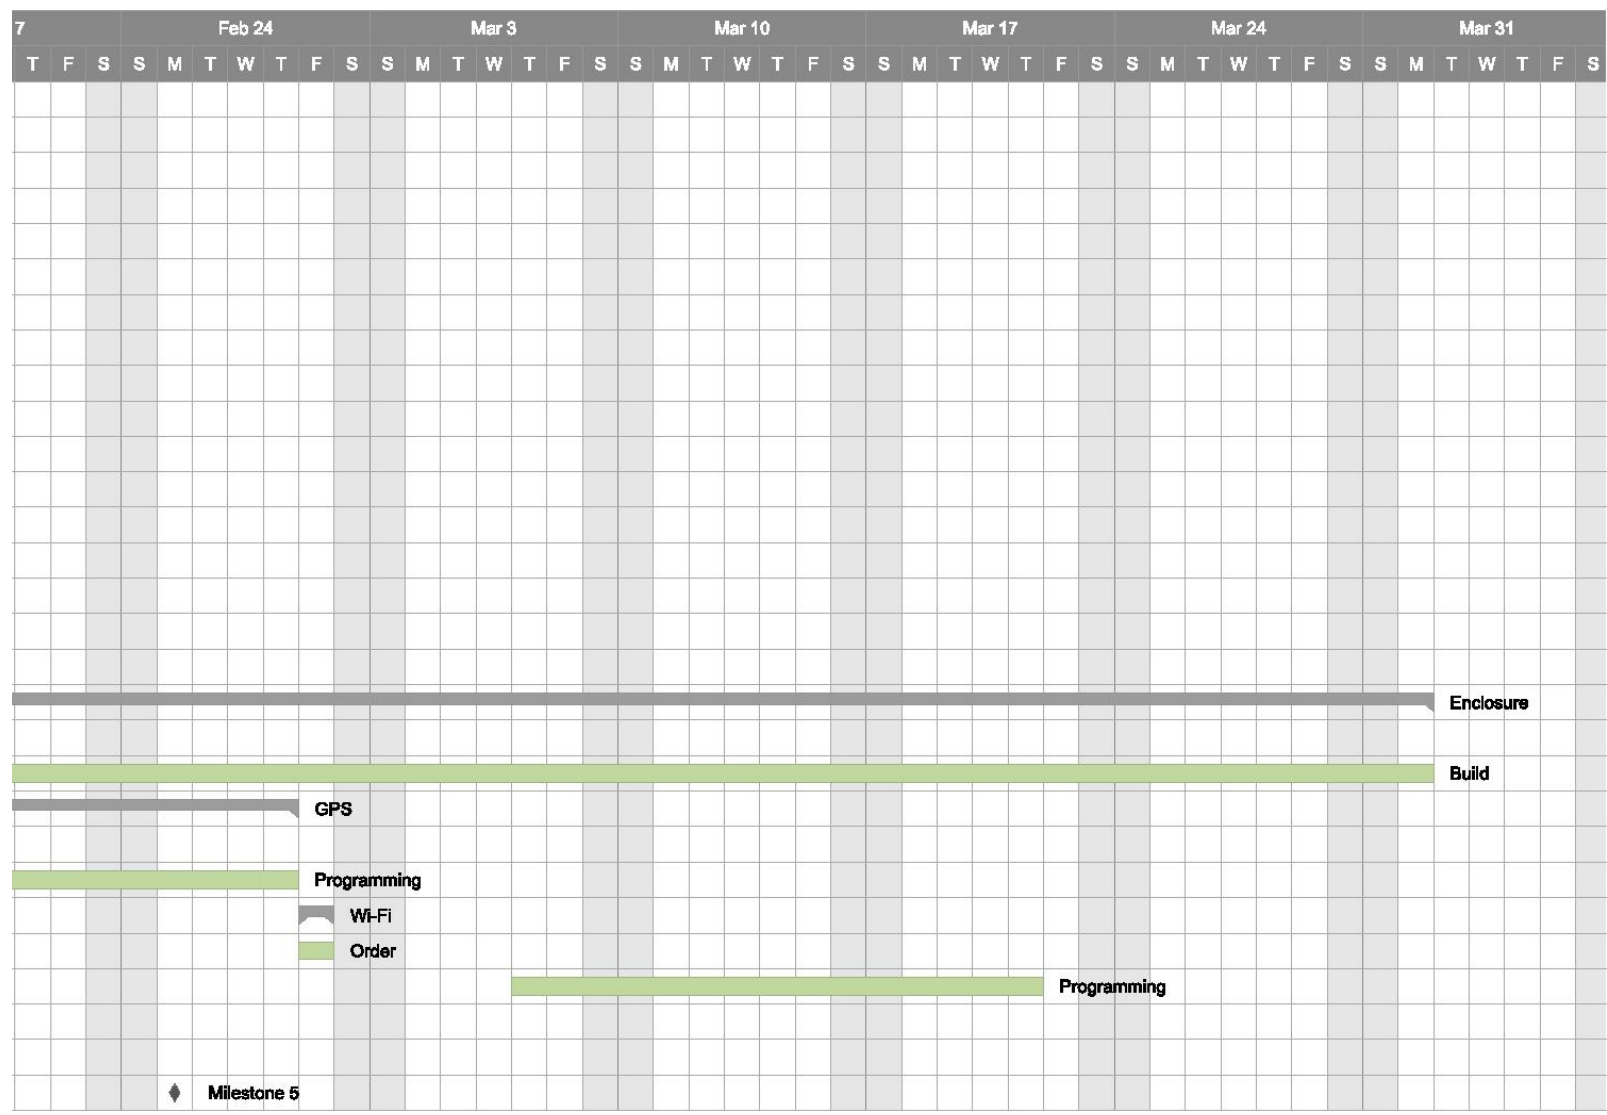 7 Feb 24 Mar 3 Mar 10 Mar 17 Mar 24 Mar 31
T F S S M T W T F S S M T W T F S S M T W T F S S M T W T F S S M T W T F S S M T W T F S
Enclosure
Build
GPS
Programming
Wi-Fi
Order
Programming
Milestone 5